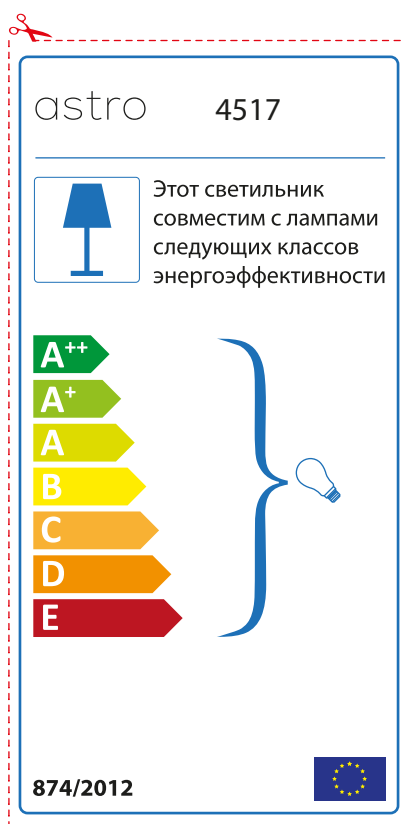 astro 4517
Этот светильник
совместим с лампами
следующих классов
энергоэффективности
A++
A+
A
B
C
D
E
874/2012